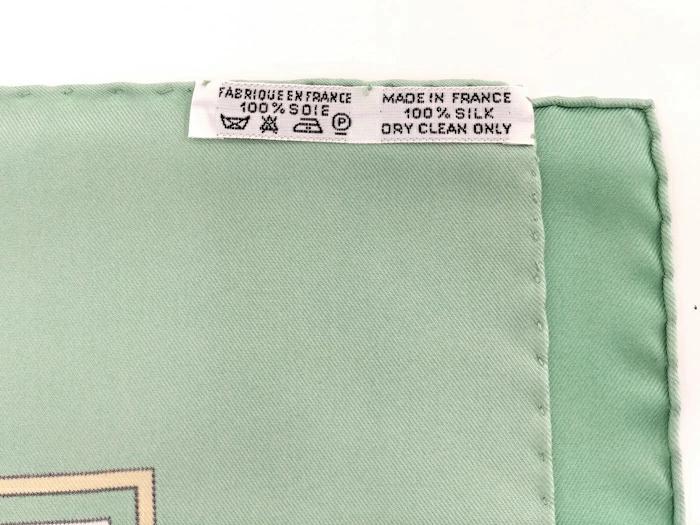 FABRIQUE EN FRANCE
100% SOIE
P
MADE IN FRANCE
100% SILK
DRY CLEAN ONLY